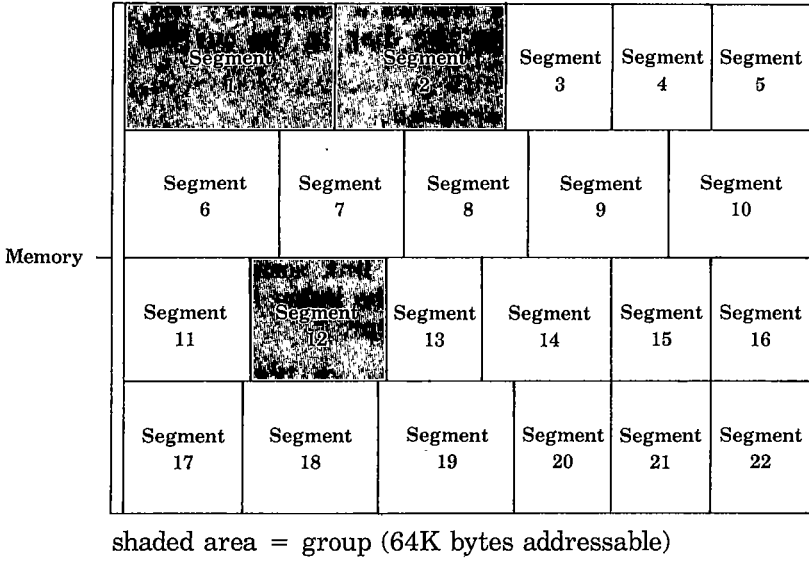 Segment 1
Segment 2
Segment 3
Segment 4
Segment 5
Segment 6
Segment 7
Segment 8
Segment 9
Segment 10
Memory
Segment 11
Segment 12
Segment 13
Segment 14
Segment 15
Segment 16
Segment 17
Segment 18
Segment 19
Segment 20
Segment 21
Segment 22
shaded area = group (64K bytes addressable)